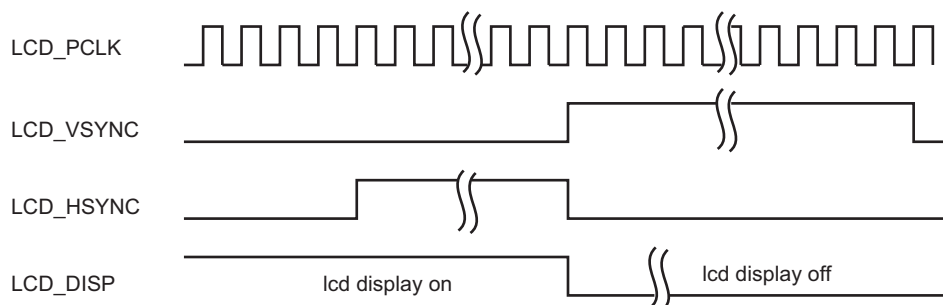 LCD_PCLK
LCD_VSYNC
LCD_HSYNC
LCD_DISP
lcd display on
lcd display off